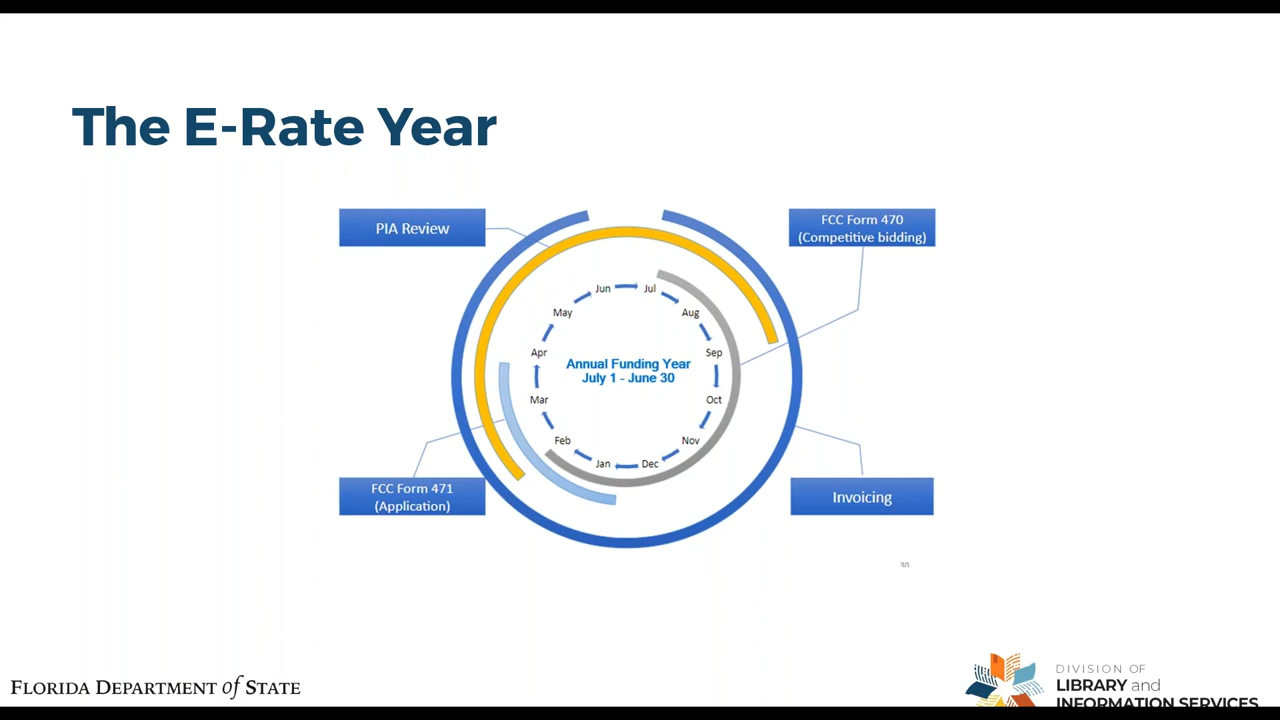 The E-Rate Year
PIA Review
FCC Form 470
(Competitive bidding)
Jun
Jul
May
Aug
Apr
Sep
Annual Funding Year
July 1 - June 30
Mar
Oct
Feb
Nov
Jan
Dec
FCC Form 471
(Application)
Invoicing
30
FLORIDA DEPARTMENT of STATE
DIVISION OF
LIBRARY and
INFORMATION SERVICES